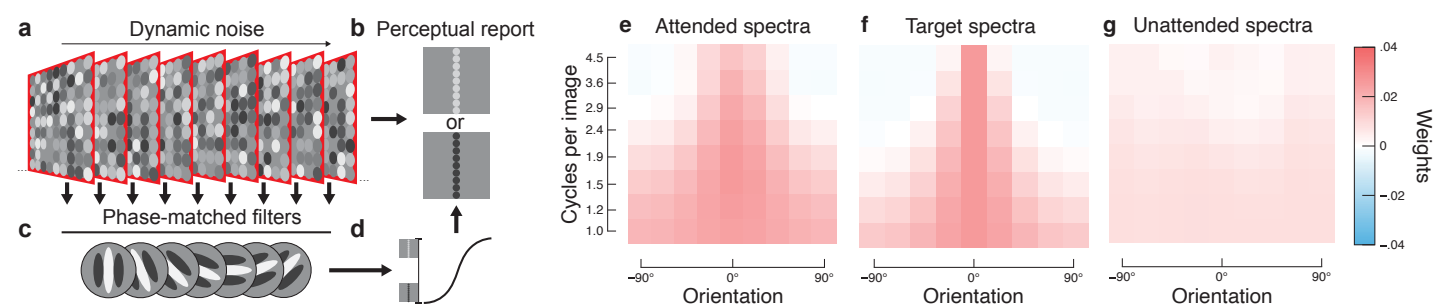 a
Dynamic noise
b
Perceptual report
or
c
Phase-matched filters
d
e
Attended spectra
f
Target spectra
g
Unattended spectra
Cycles per image
4.5
3.6
2.9
2.4
1.9
1.5
1.2
1.0
−90° 0° 90°
Orientation
−90° 0° 90°
Orientation
−90° 0° 90°
Orientation
.04
.02
0
-.02
-.04
Weights